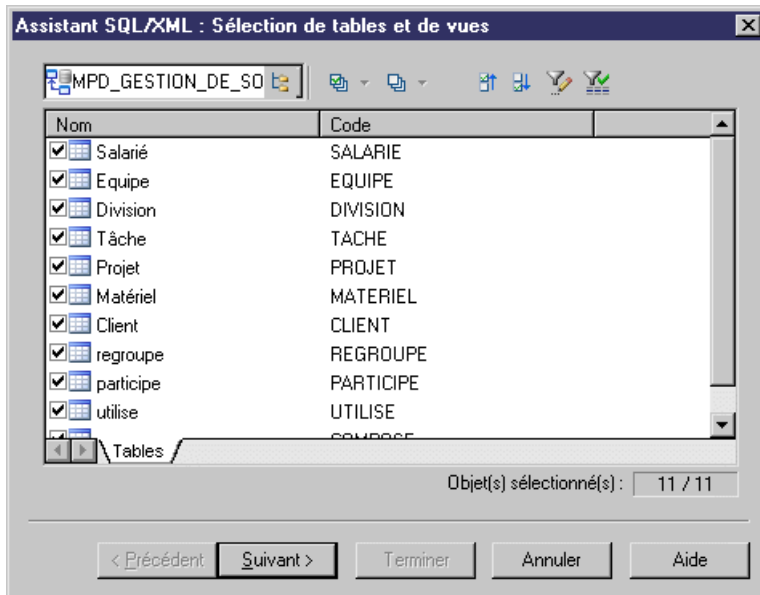 Assistant SQL/XML : Sélection de tables et de vues
MPD_GESTION_DE_SO
Nom Code
Salarié SALARIE
Equipe EQUIPE
Division DIVISION
Tâche TACHE
Projet PROJET
Matériel MATERIEL
Client CLIENT
regroupe REGROUPE
participe PARTICIPE
utilise UTILISE
COMPOSE
Tables
Objet(s) sélectionné(s) : 11 / 11
< Précédent Suivant > Terminer Annuler Aide